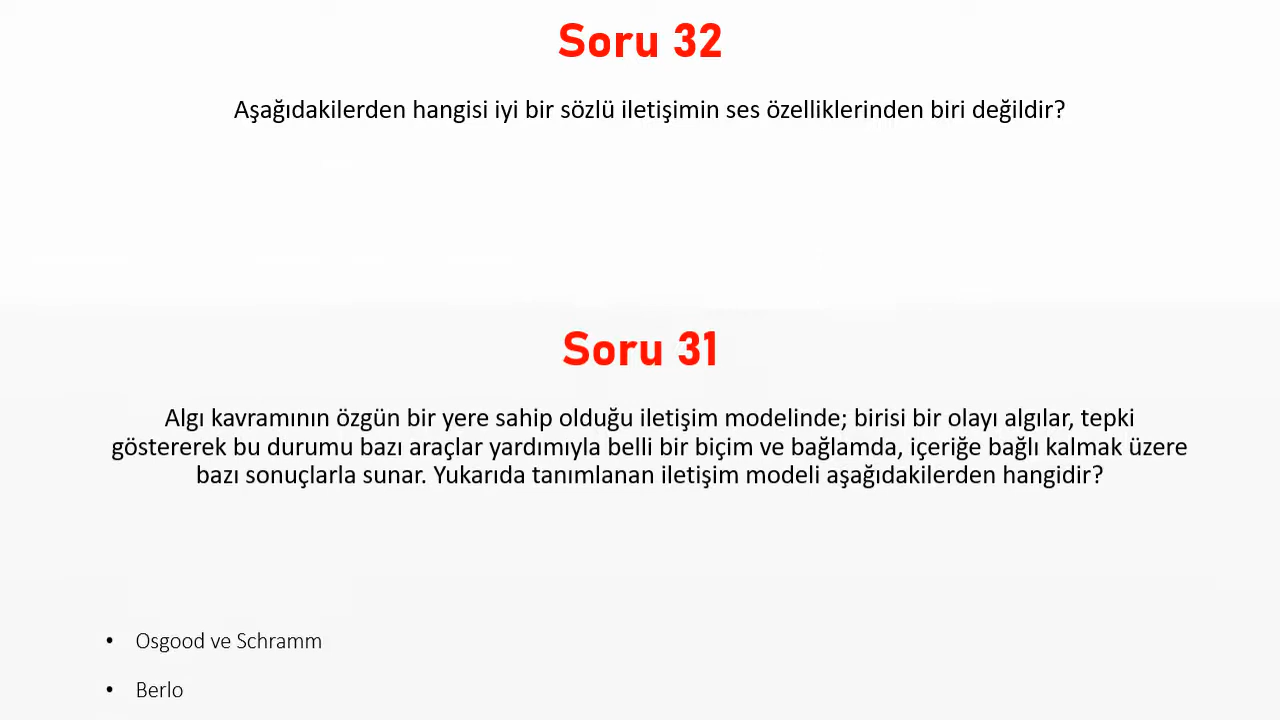 Soru 32
Aşağıdakilerden hangisi iyi bir sözlü iletişimin ses özelliklerinden biri değildir?
Soru 31
Algı kavramının özgün bir yere sahip olduğu iletişim modelinde; birisi bir olayı algılar, tepki
göstererek bu durumu bazı araçlar yardımıyla belli bir biçim ve bağlamda, içeriğe bağlı kalmak üzere
bazı sonuçlarla sunar. Yukarıda tanımlanan iletişim modeli aşağıdakilerden hangidir?
• Osgood ve Schramm
• Berlo